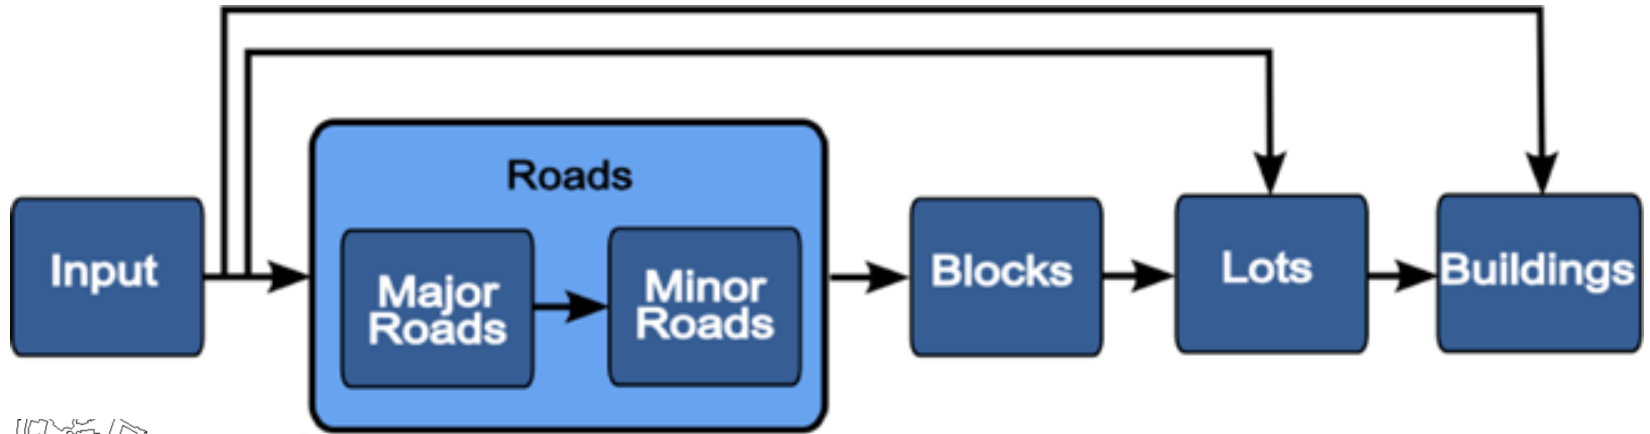 Roads
Input
Major
Roads
Minor
Roads
Blocks
Lots
Buildings